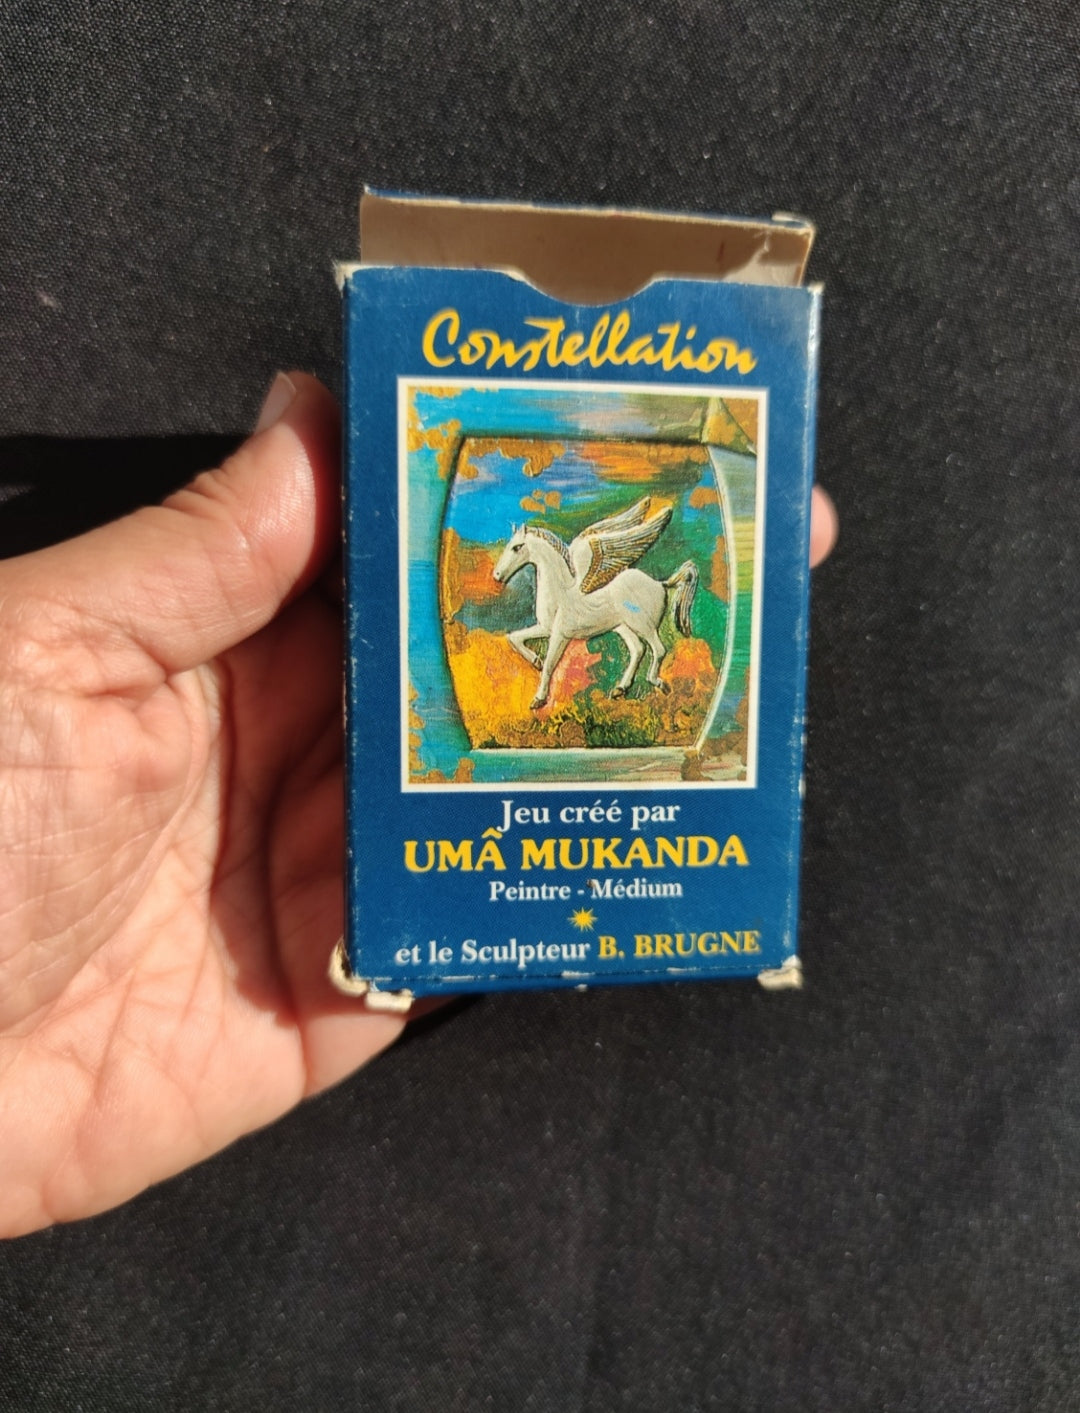 Constellation
Jeu créé par
UMÂ MUKANDA
Peintre - Médium
et le Sculpteur B. BRUGNE